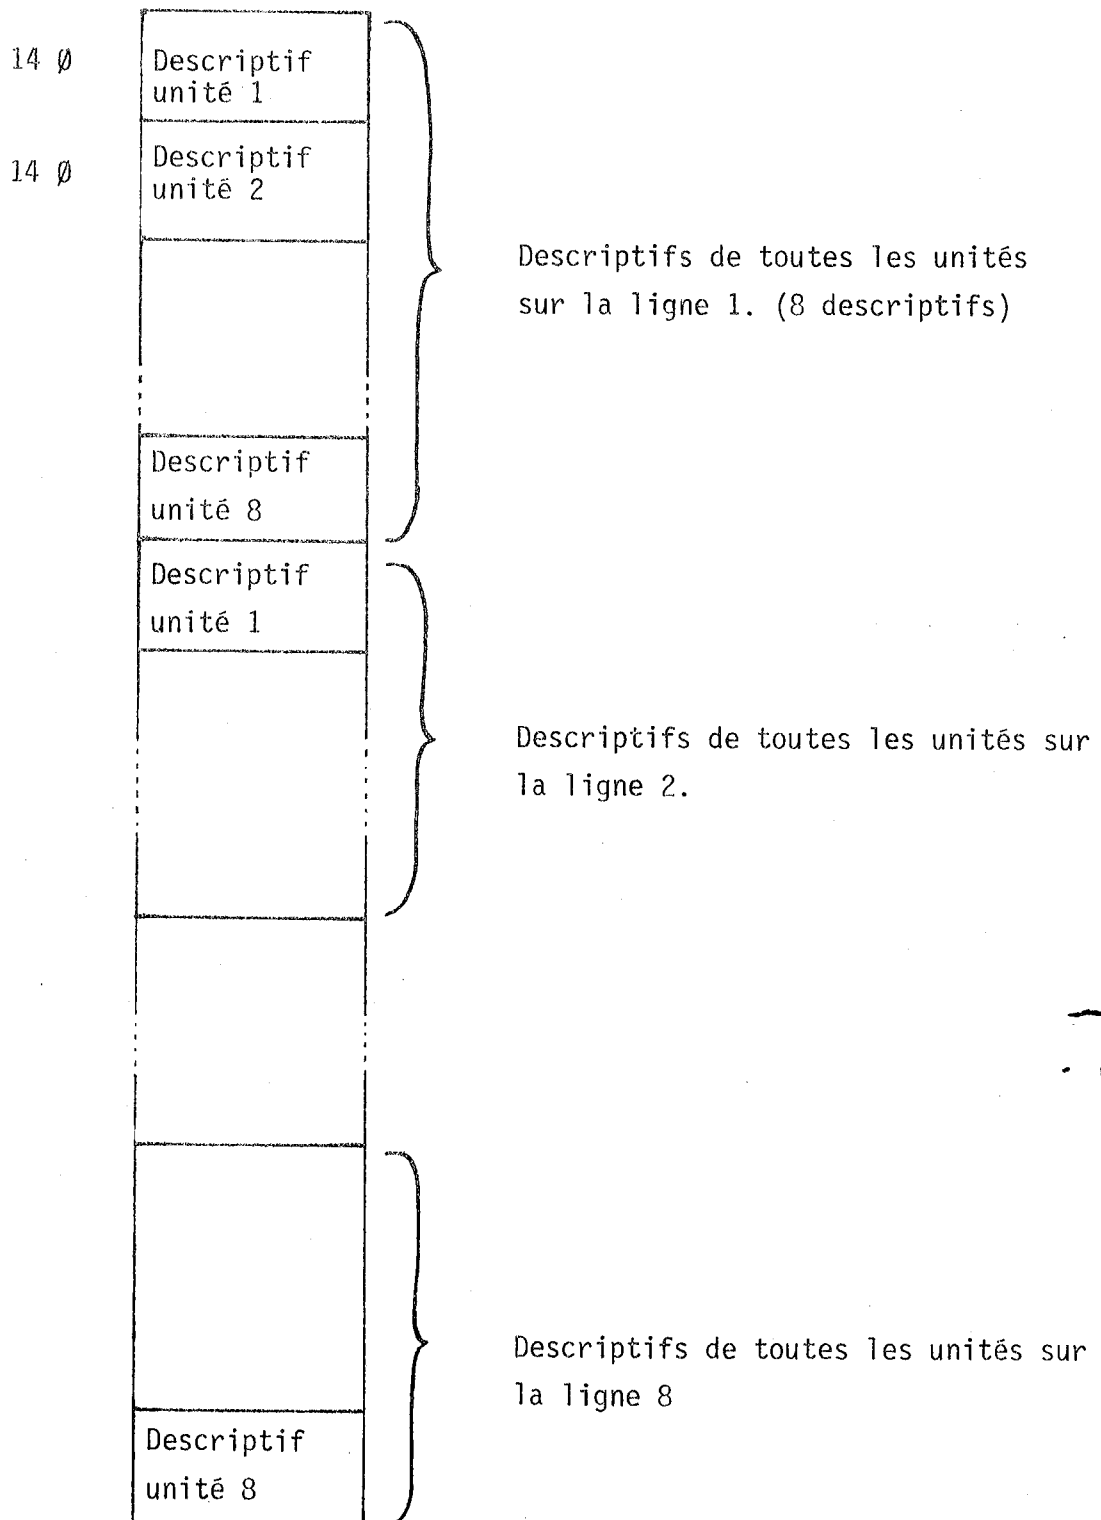 14 Ø
Descriptif
unité 1
14 Ø
Descriptif
unité 2
Descriptifs de toutes les unités
sur la ligne 1. (8 descriptifs)
Descriptif
unité 8
Descriptif
unité 1
Descriptifs de toutes les unités sur
la ligne 2.
Descriptifs de toutes les unités sur
la ligne 8
Descriptif
unité 8